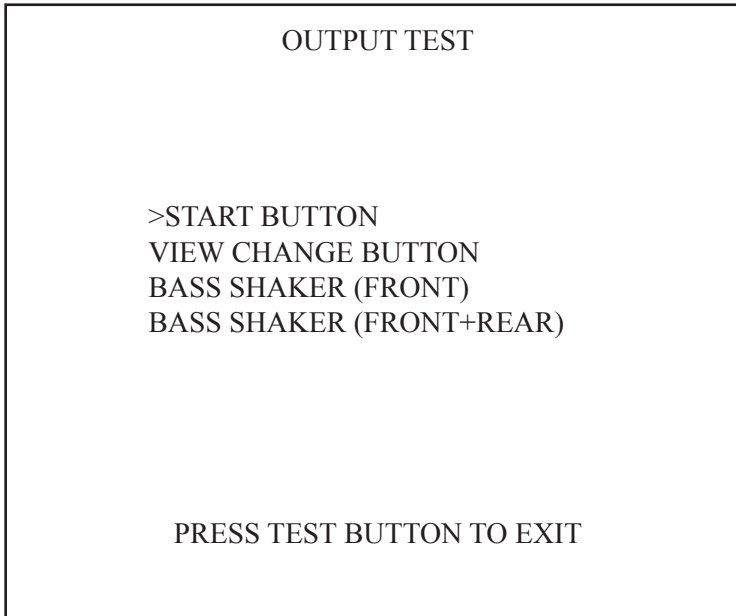 OUTPUT TEST
>START BUTTON
VIEW CHANGE BUTTON
BASS SHAKER (FRONT)
BASS SHAKER (FRONT+REAR)
PRESS TEST BUTTON TO EXIT